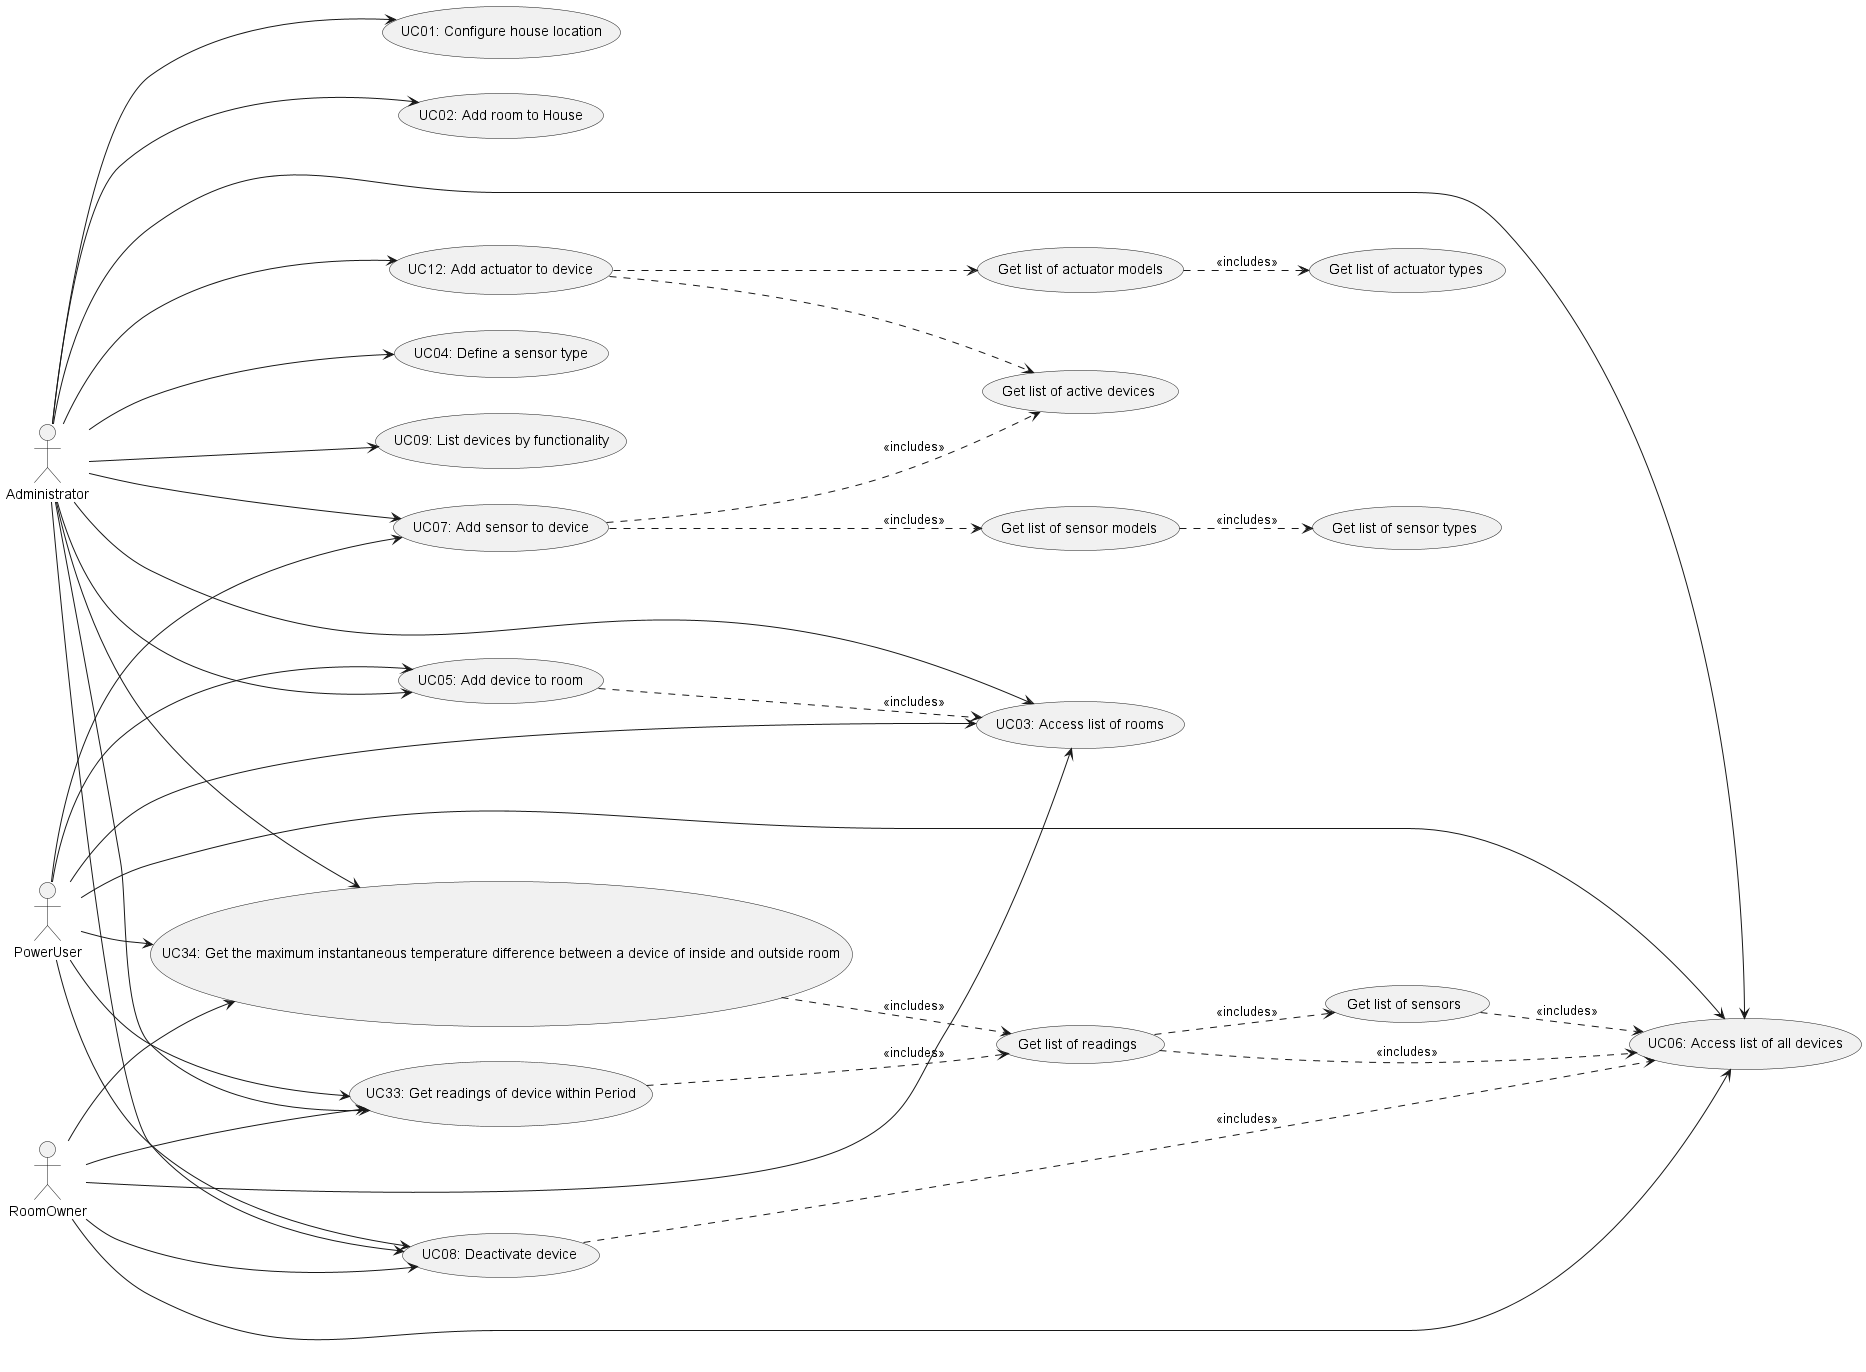 UC01: Configure house location
UC02: Add room to House
UC12: Add actuator to device
Get list of actuator models
«includes»
Get list of actuator types
UC04: Define a sensor type
Get list of active devices
UC09: List devices by functionality
«includes»
Administrator
UC07: Add sensor to device
«includes»
Get list of sensor models
«includes»
Get list of sensor types
UC05: Add device to room
«includes»
UC03: Access list of rooms
PowerUser
UC34: Get the maximum instantaneous temperature difference between a device of inside and outside room
«includes»
Get list of readings
«includes»
Get list of sensors
«includes»
«includes»
UC06: Access list of all devices
«includes»
UC33: Get readings of device within Period
«includes»
RoomOwner
UC08: Deactivate device